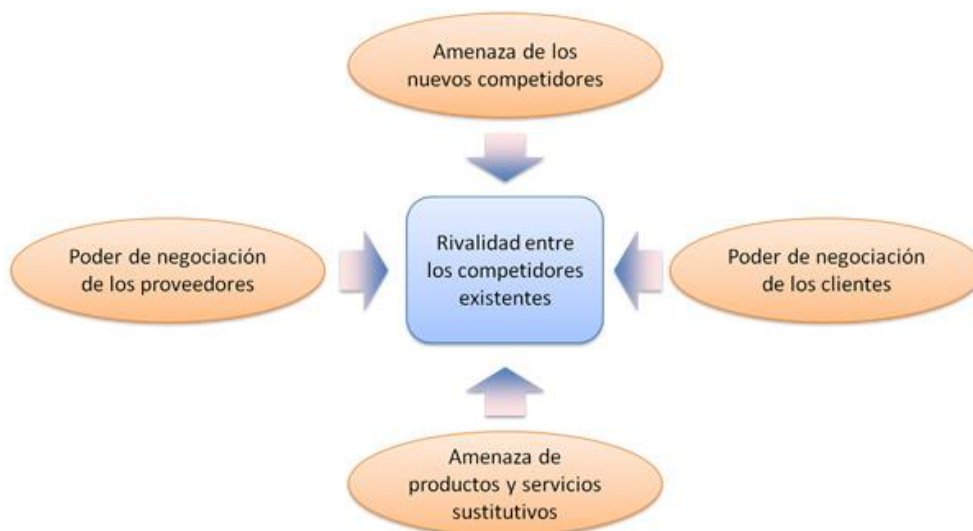 Amenaza de los
nuevos competidores
Poder de negociación
de los proveedores
Rivalidad entre
los competidores
existentes
Poder de negociación
de los clientes
Amenaza de
productos y servicios
sustitutivos